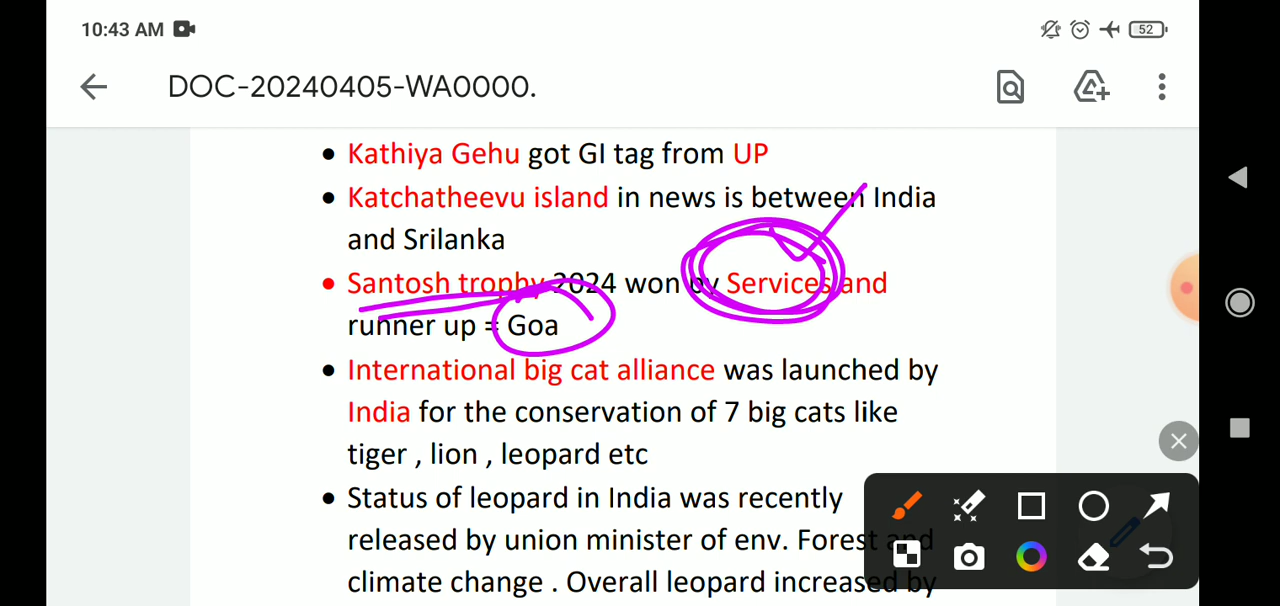 10:43 AM
52
DOC-20240405-WA0000.
• Kathiya Gehu got GI tag from UP
• Katchatheevu island in news is between India
and Srilanka
• Santosh trophy 2024 won by Services and
runner up = Goa
• International big cat alliance was launched by
India for the conservation of 7 big cats like
tiger , lion , leopard etc
• Status of leopard in India was recently
released by union minister of env. Forest and
climate change . Overall leopard increased by